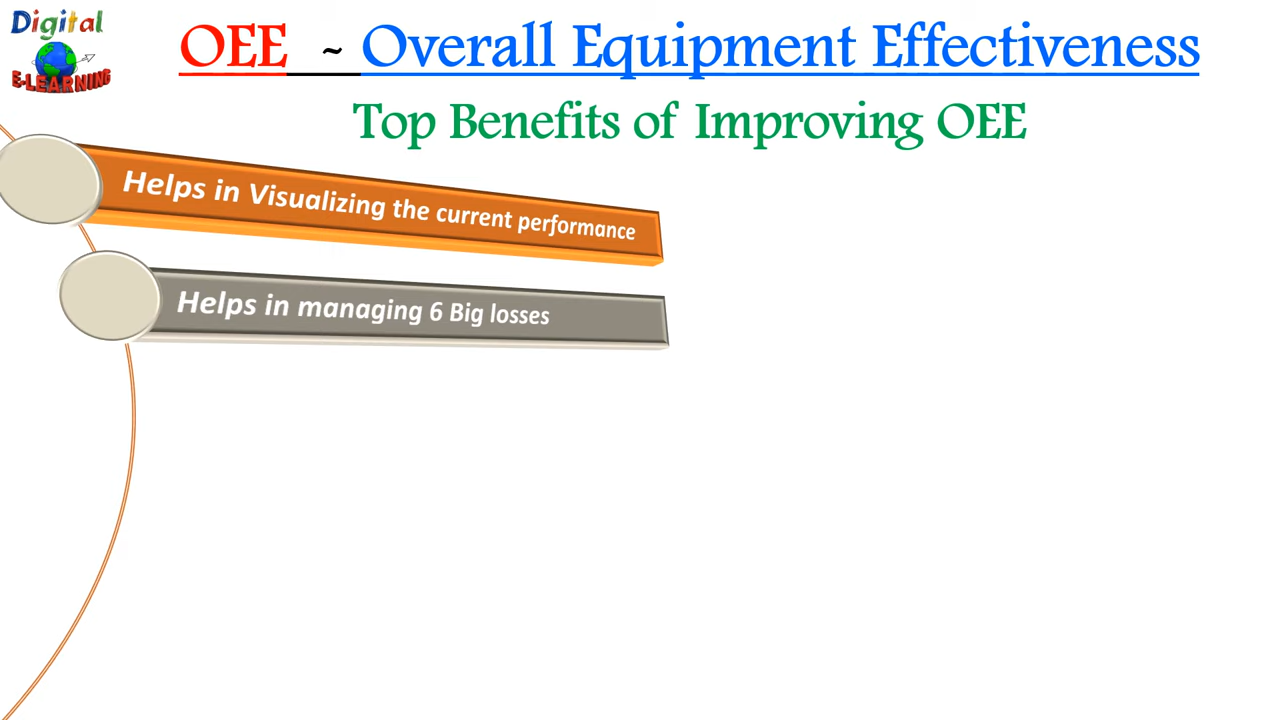 Digital
E-LEARNING
OEE ~ Overall Equipment Effectiveness
Top Benefits of Improving OEE
Helps in Visualizing the current performance
Helps in managing 6 Big losses